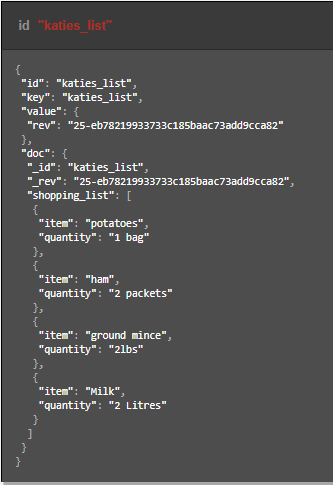 id "katies_list"
{
"id": "katies_list",
"key": "katies_list",
"value": {
"rev": "25-eb78219933733c185baac73add9cca82"
},
"doc": {
"_id": "katies_list",
"_rev": "25-eb78219933733c185baac73add9cca82",
"shopping_list": [
{
"item": "potatoes",
"quantity": "1 bag"
},
{
"item": "ham",
"quantity": "2 packets"
},
{
"item": "ground mince",
"quantity": "2lbs"
},
{
"item": "Milk",
"quantity": "2 Litres"
}
]
}
}